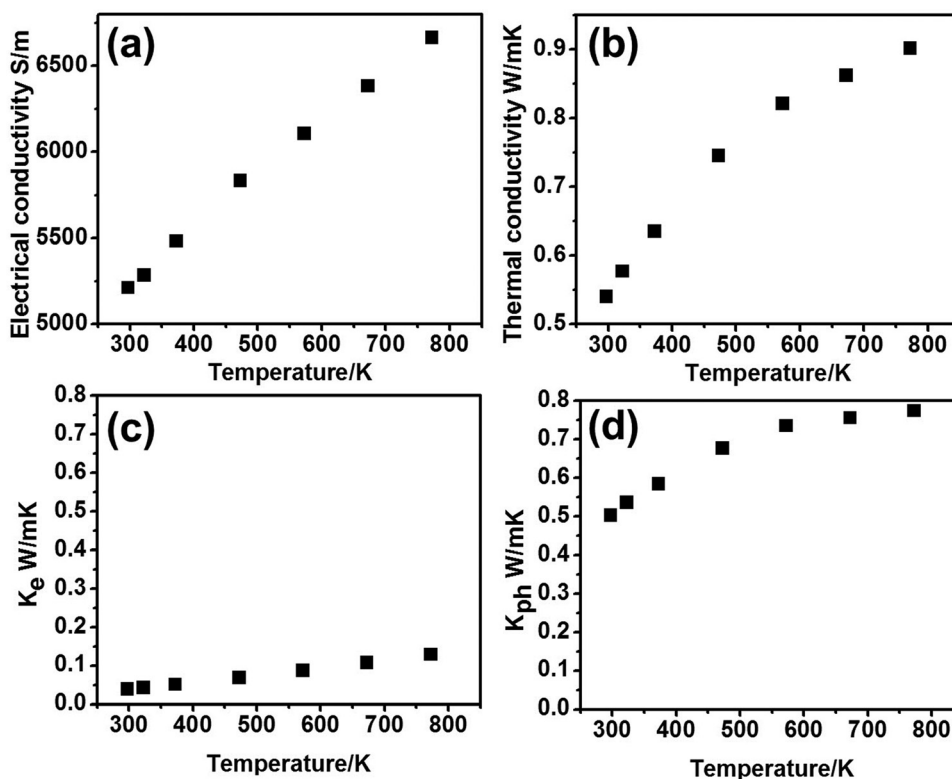 (a)
Electrical conductivity S/m
6500
6000
5500
5000
300 400 500 600 700 800
Temperature/K
(b)
Thermal conductivity W/mK
0.9
0.8
0.7
0.6
0.5
300 400 500 600 700 800
Temperature/K
(c)
Ke W/mK
0.8
0.7
0.6
0.5
0.4
0.3
0.2
0.1
0.0
300 400 500 600 700 800
Temperature/K
(d)
Kph W/mK
0.8
0.7
0.6
0.5
0.4
0.3
0.2
0.1
0.0
300 400 500 600 700 800
Temperature/K